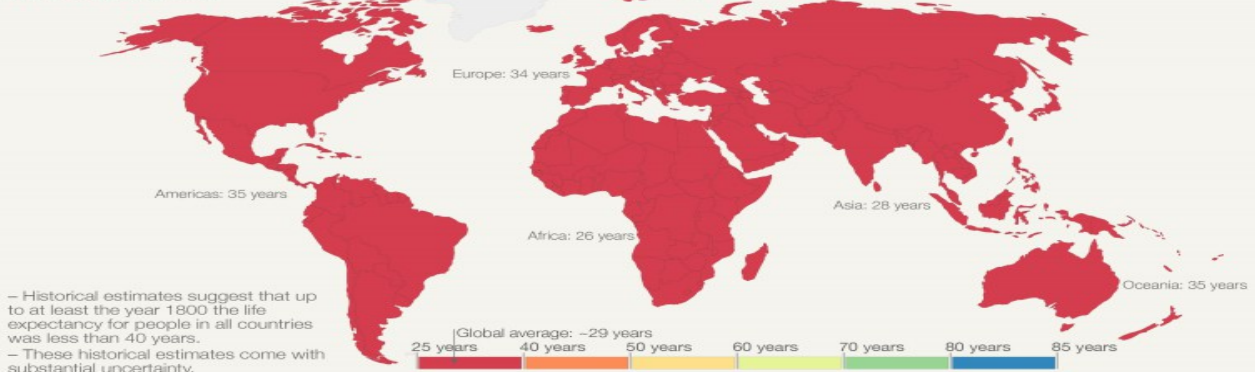 Europe: 34 years
Americas: 35 years
Asia: 28 years
Africa: 26 years
Oceania: 35 years
– Historical estimates suggest that up
to at least the year 1800 the life
expectancy for people in all countries
was less than 40 years.
– These historical estimates come with
substantial uncertainty.
Global average: ~29 years
25 years 40 years 50 years 60 years 70 years 80 years 85 years